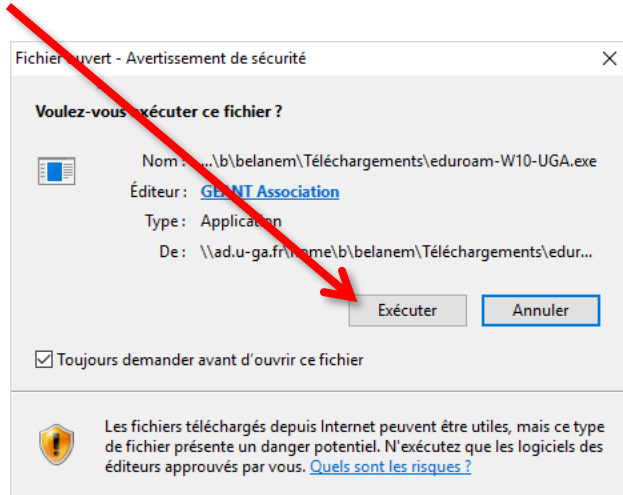 Fichier ouvert - Avertissement de sécurité
Voulez-vous exécuter ce fichier ?
Nom : ...\b\belanem\Téléchargements\eduroam-W10-UGA.exe
Éditeur : GEANT Association
Type : Application
De : \\ad.u-ga.fr\home\b\belanem\Téléchargements\edur...
Exécuter Annuler
Toujours demander avant d'ouvrir ce fichier
Les fichiers téléchargés depuis Internet peuvent être utiles, mais ce type
de fichier présente un danger potentiel. N'exécutez que les logiciels des
éditeurs approuvés par vous. Quels sont les risques ?